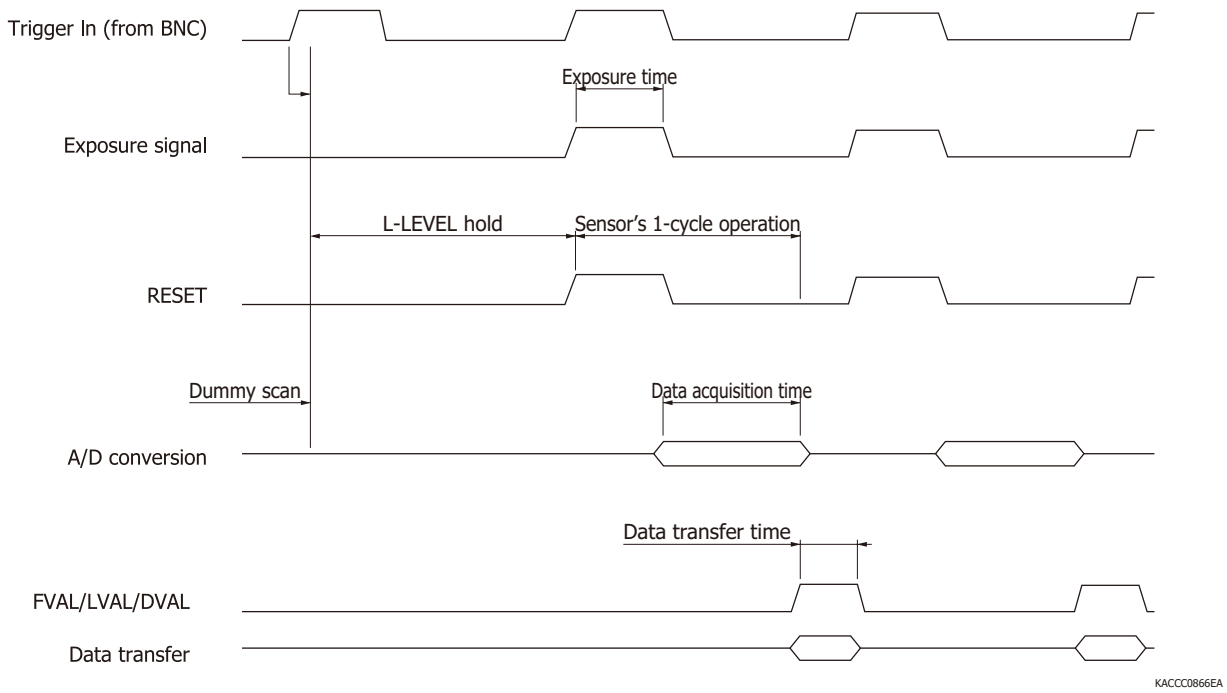 Trigger In (from BNC)
Exposure time
Exposure signal
L-LEVEL hold
Sensor's 1-cycle operation
RESET
Dummy scan
Data acquisition time
A/D conversion
Data transfer time
FVAL/LVAL/DVAL
Data transfer
KACCC0866EA